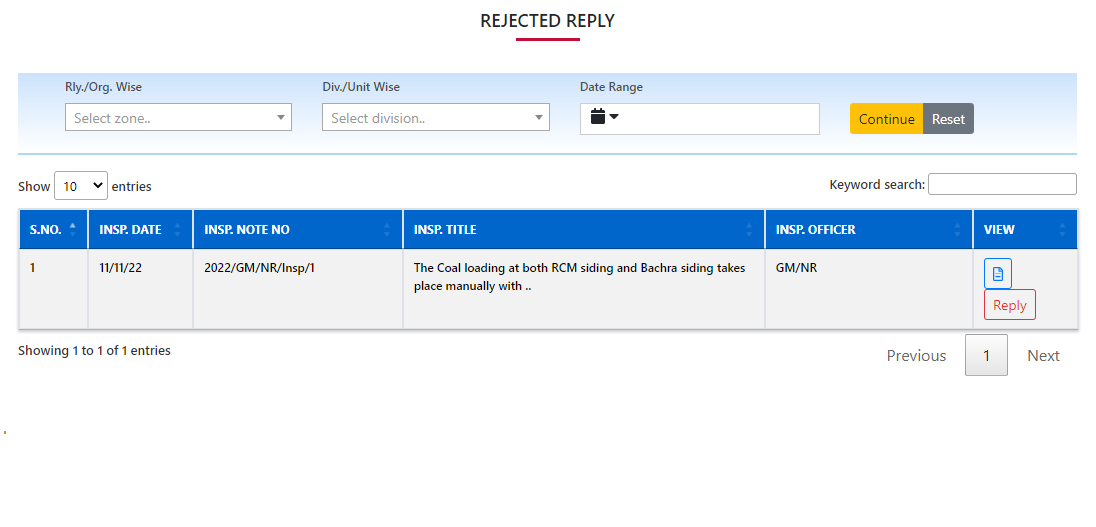 REJECTED REPLY
Rly./Org. Wise Div./Unit Wise Date Range
Select zone.. Select division.. Continue Reset
Show 10 entries Keyword search:
S.NO. INSP. DATE INSP. NOTE NO INSP. TITLE INSP. OFFICER VIEW
1 11/11/22 2022/GM/NR/Insp/1 The Coal loading at both RCM siding and Bachra siding takes GM/NR
place manually with ..
Reply
Showing 1 to 1 of 1 entries Previous 1 Next